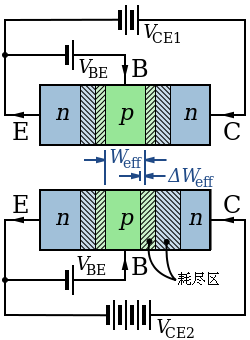 V_CE1
V_BE
B
n p n
E C
W_eff
ΔW_eff
E C
n p n
V_BE B
耗尽区
V_CE2